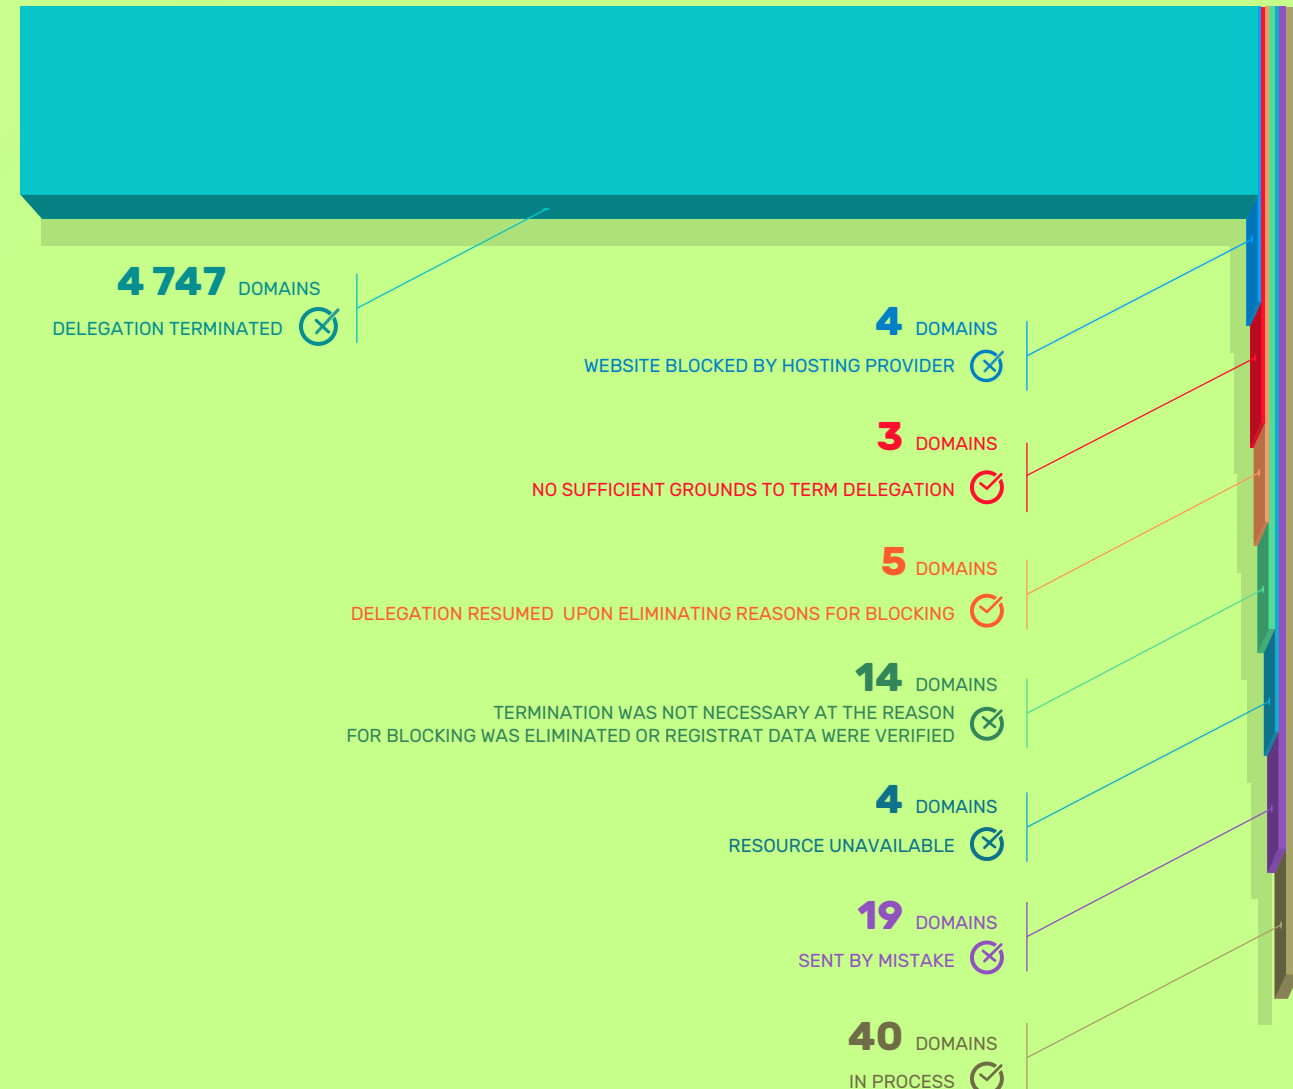 4 747 DOMAINS
DELEGATION TERMINATED
4 DOMAINS
WEBSITE BLOCKED BY HOSTING PROVIDER
3 DOMAINS
NO SUFFICIENT GROUNDS TO TERM DELEGATION
5 DOMAINS
DELEGATION RESUMED UPON ELIMINATING REASONS FOR BLOCKING
14 DOMAINS
TERMINATION WAS NOT NECESSARY AT THE REASON
FOR BLOCKING WAS ELIMINATED OR REGISTRAT DATA WERE VERIFIED
4 DOMAINS
RESOURCE UNAVAILABLE
19 DOMAINS
SENT BY MISTAKE
40 DOMAINS
IN PROCESS